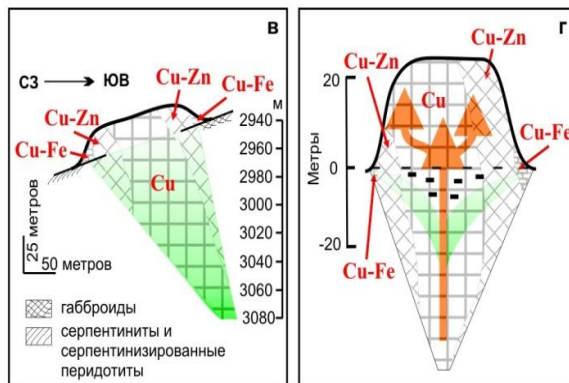 в
СЗ → ЮВ
Cu-Zn
Cu-Fe
Cu-Zn
Cu-Fe
Cu
м
2940
2960
2980
3000
3020
3040
3060
3080
25 метров
50 метров
габброиды
серпентиниты и
серпентинизированные
перидотиты
г
Cu-Zn
Cu-Zn
Cu
Cu-Fe
Cu-Fe
Метры
20
0
-20